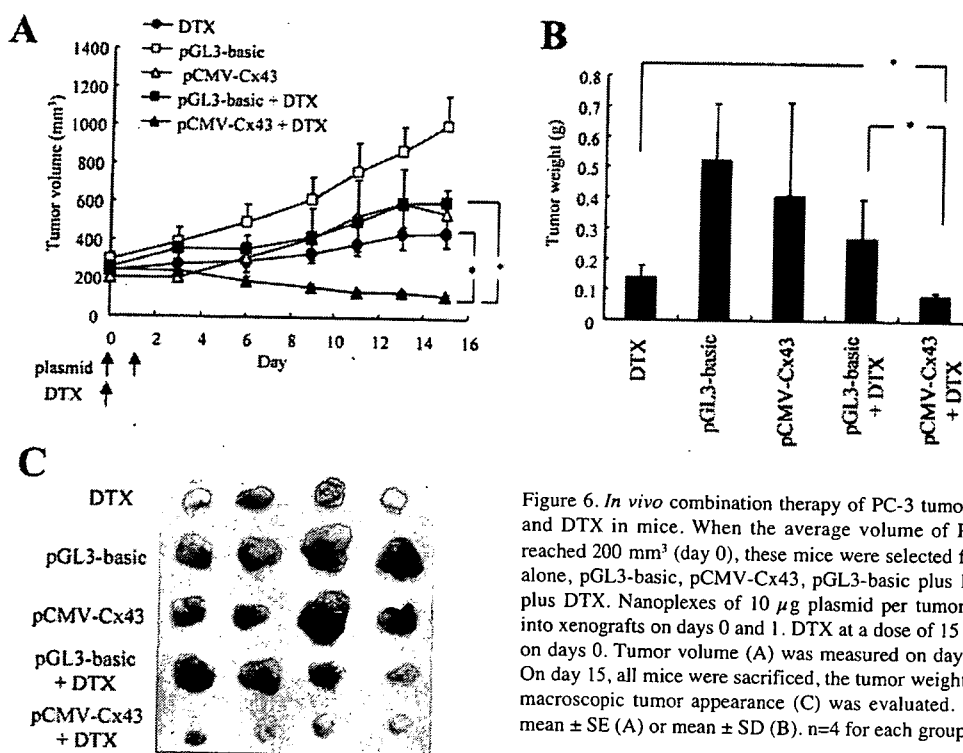 A
DTX
pGL3-basic
pCMV-Cx43
pGL3-basic + DTX
pCMV-Cx43 + DTX
Tumor volume (mm³)
1400
1200
1000
800
600
400
200
0
0 2 4 6 8 10 12 14 16
Day
plasmid
DTX
*
*
B
Tumor weight (g)
0.8
0.7
0.6
0.5
0.4
0.3
0.2
0.1
0
*
*
DTX
pGL3-basic
pCMV-Cx43
pGL3-basic
+ DTX
pCMV-Cx43
+ DTX
C
DTX
pGL3-basic
pCMV-Cx43
pGL3-basic
+ DTX
pCMV-Cx43
+ DTX
Figure 6. In vivo combination therapy of PC-3 tumo
and DTX in mice. When the average volume of
reached 200 mm³ (day 0), these mice were selected
alone, pGL3-basic, pCMV-Cx43, pGL3-basic plus
plus DTX. Nanoplexes of 10 µg plasmid per tumor
into xenografts on days 0 and 1. DTX at a dose of 15
on days 0. Tumor volume (A) was measured on day
On day 15, all mice were sacrificed, the tumor weight
macroscopic tumor appearance (C) was evaluated.
mean ± SE (A) or mean ± SD (B). n=4 for each group